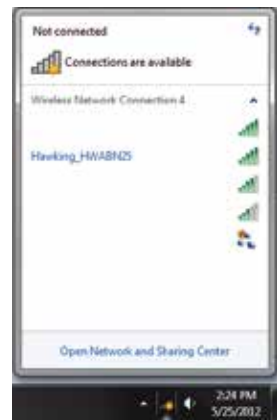 Not connected
Connections are available
Wireless Network Connection 4
Hawking_HWABN25
Open Network and Sharing Center
2:24 PM
5/25/2012